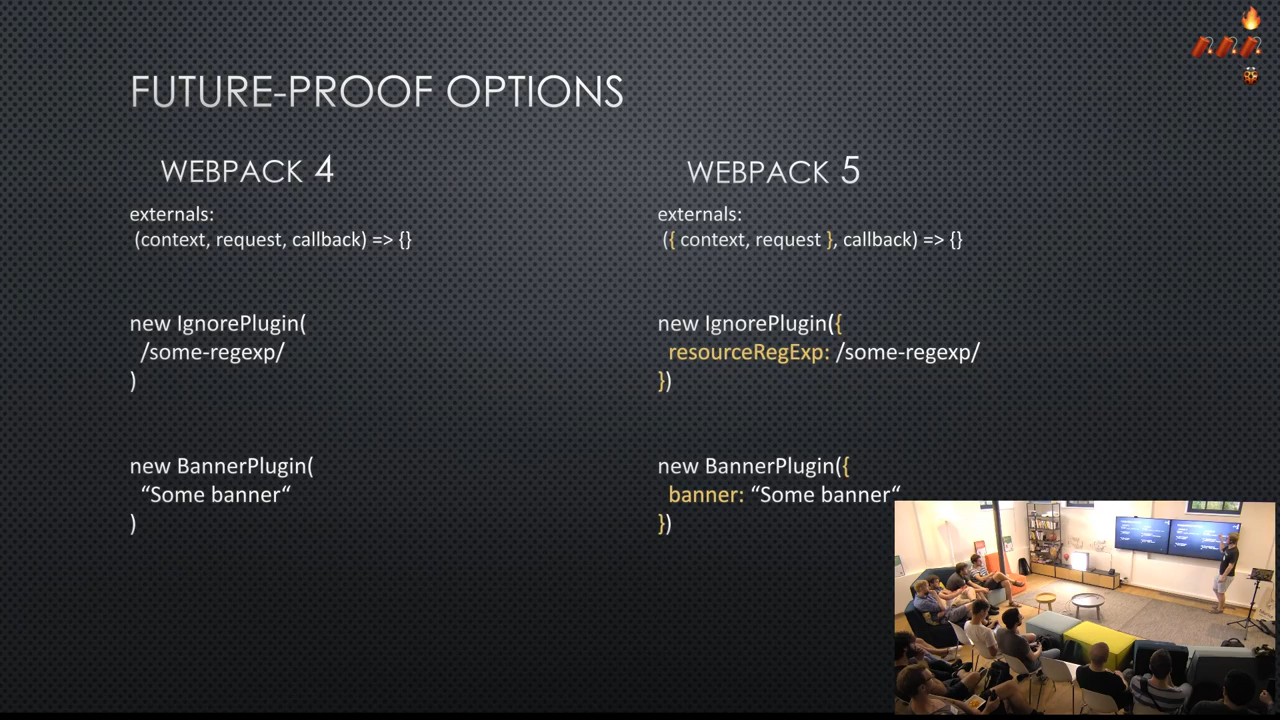 FUTURE-PROOF OPTIONS
WEBPACK 4
externals:
(context, request, callback) => {}
new IgnorePlugin(
/some-regexp/
)
new BannerPlugin(
“Some banner“
)
WEBPACK 5
externals:
({ context, request }, callback) => {}
new IgnorePlugin({
resourceRegExp: /some-regexp/
})
new BannerPlugin({
banner: “Some banner“
})